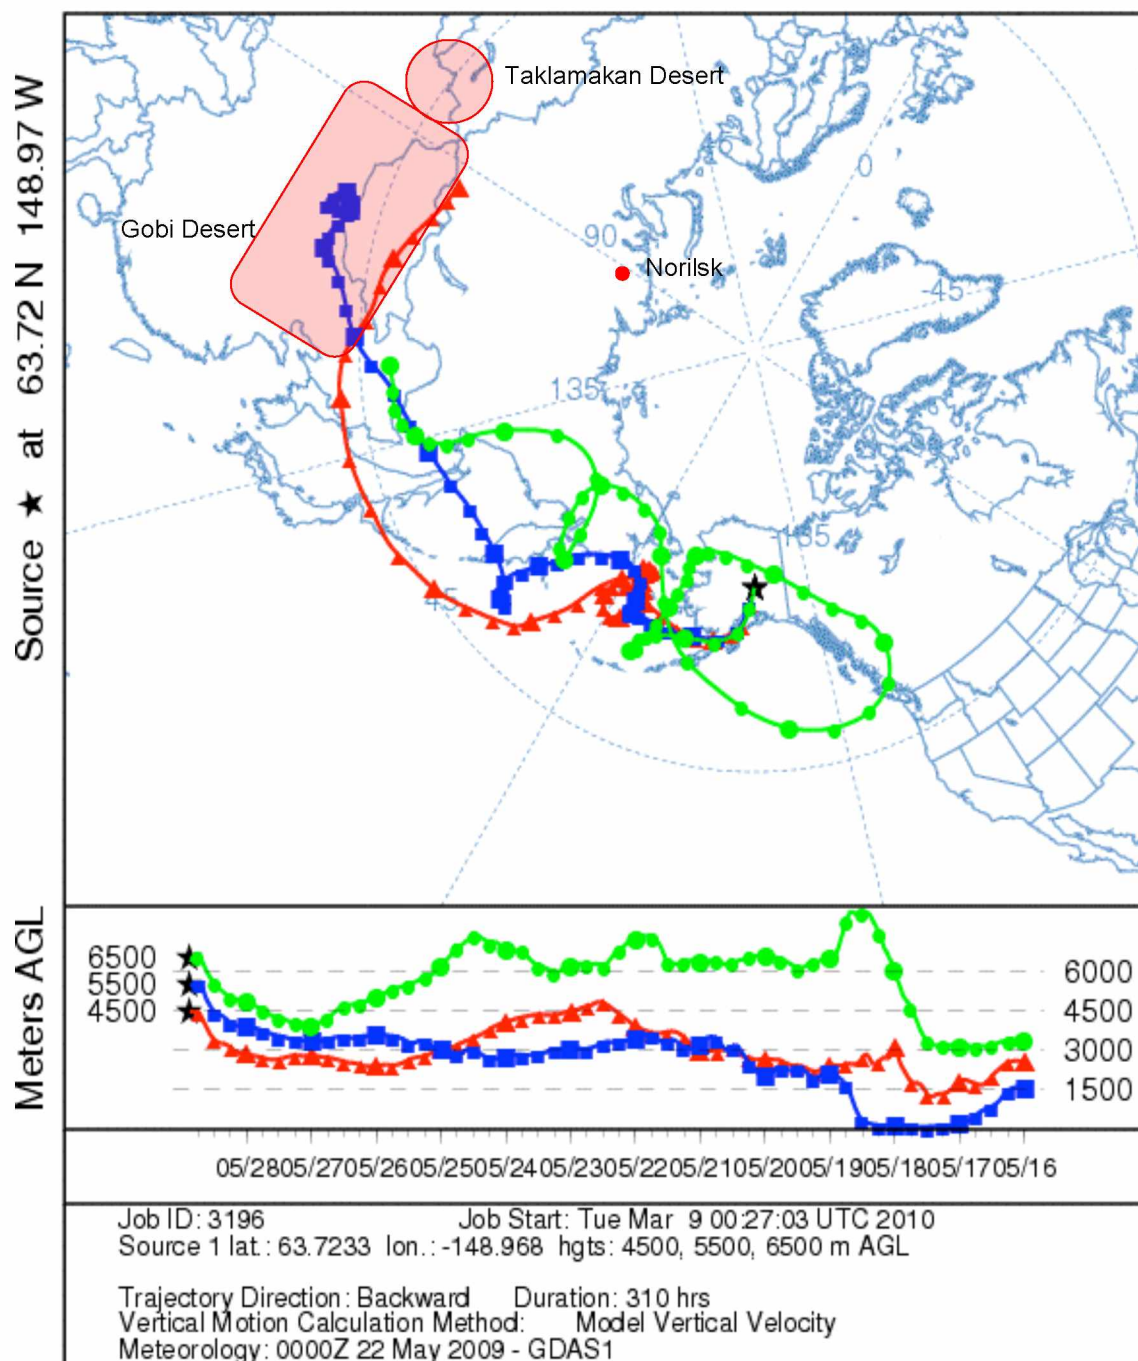 Source ★ at 63.72 N 148.97 W
Taklamakan Desert
Gobi Desert
Norilsk
45
0
90
-45
135
-135
45
Meters AGL
6500
5500
4500
6000
4500
3000
1500
05/28 05/27 05/26 05/25 05/24 05/23 05/22 05/21 05/20 05/19 05/18 05/17 05/16
Job ID: 3196 Job Start: Tue Mar 9 00:27:03 UTC 2010
Source 1 lat.: 63.7233 lon.: -148.968 hgts: 4500, 5500, 6500 m AGL
Trajectory Direction: Backward Duration: 310 hrs
Vertical Motion Calculation Method: Model Vertical Velocity
Meteorology: 0000Z 22 May 2009 - GDAS1